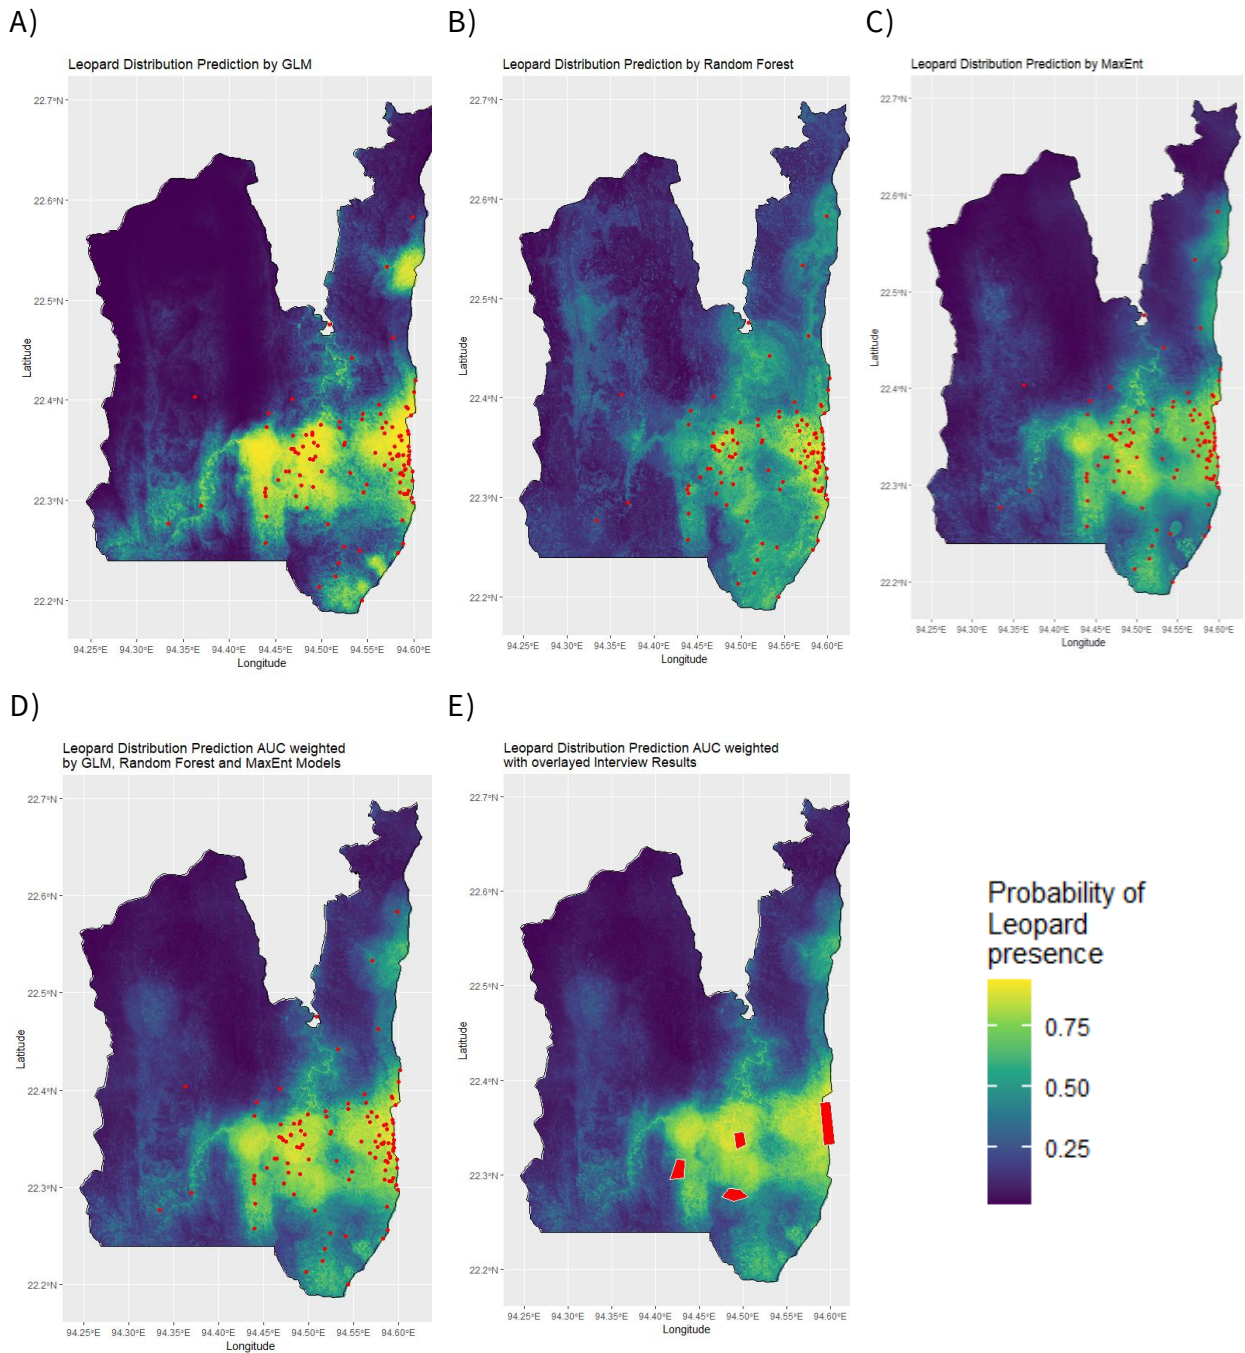 A)
B)
C)
Leopard Distribution Prediction by GLM
22.7°N
22.6°N
22.5°N
22.4°N
22.3°N
22.2°N
Latitude
94.25°E 94.30°E 94.35°E 94.40°E 94.45°E 94.50°E 94.55°E 94.60°E
Longitude
Leopard Distribution Prediction by Random Forest
22.7°N
22.6°N
22.5°N
22.4°N
22.3°N
22.2°N
Latitude
94.25°E 94.30°E 94.35°E 94.40°E 94.45°E 94.50°E 94.55°E 94.60°E
Longitude
Leopard Distribution Prediction by MaxEnt
22.7°N
22.6°N
22.5°N
22.4°N
22.3°N
22.2°N
Latitude
94.25°E 94.30°E 94.35°E 94.40°E 94.45°E 94.50°E 94.55°E 94.60°E
Longitude
D)
E)
Leopard Distribution Prediction AUC weighted
by GLM, Random Forest and MaxEnt Models
22.7°N
22.6°N
22.5°N
22.4°N
22.3°N
22.2°N
Latitude
94.25°E 94.30°E 94.35°E 94.40°E 94.45°E 94.50°E 94.55°E 94.60°E
Longitude
Leopard Distribution Prediction AUC weighted
with overlayed Interview Results
22.7°N
22.6°N
22.5°N
22.4°N
22.3°N
22.2°N
Latitude
94.25°E 94.30°E 94.35°E 94.40°E 94.45°E 94.50°E 94.55°E 94.60°E
Longitude
Probability of
Leopard
presence
0.75
0.50
0.25